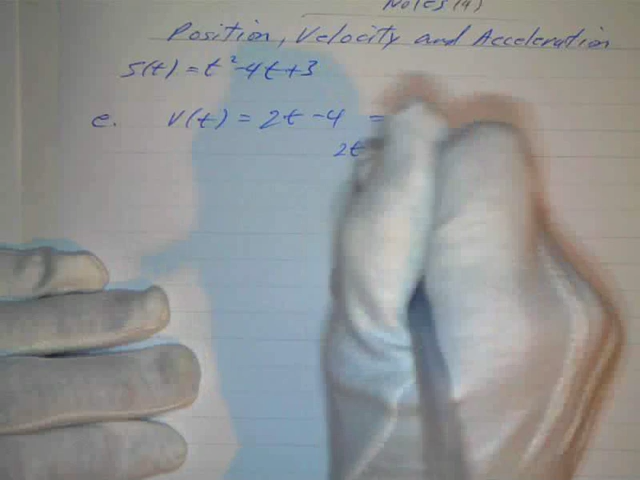 Notes (4)
Position, Velocity and Acceleration
s(t) = t² - 4t + 3
e. v(t) = 2t - 4 =
2t